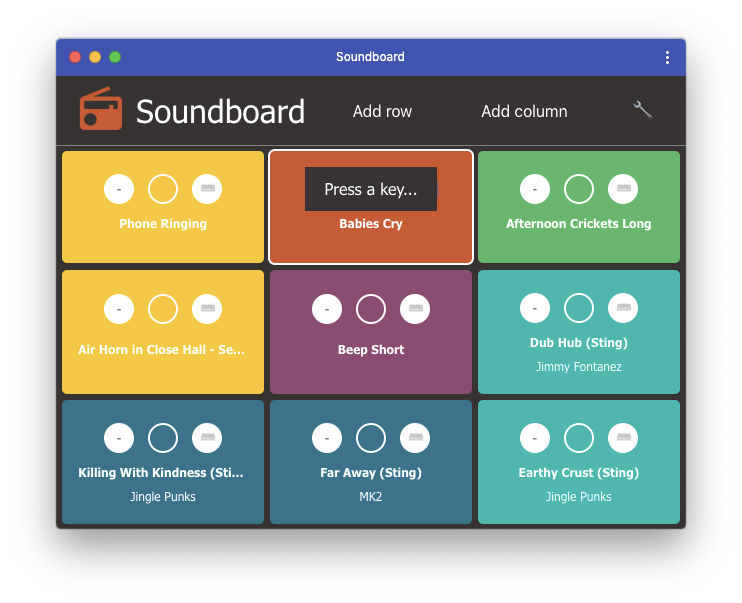 Soundboard
Soundboard
Add row
Add column
-
Phone Ringing
Press a key...
Babies Cry
-
Afternoon Crickets Long
-
Air Horn in Close Hall - Se...
-
Beep Short
-
Dub Hub (Sting)
Jimmy Fontanez
-
Killing With Kindness (Sti...
Jingle Punks
-
Far Away (Sting)
MK2
-
Earthy Crust (Sting)
Jingle Punks